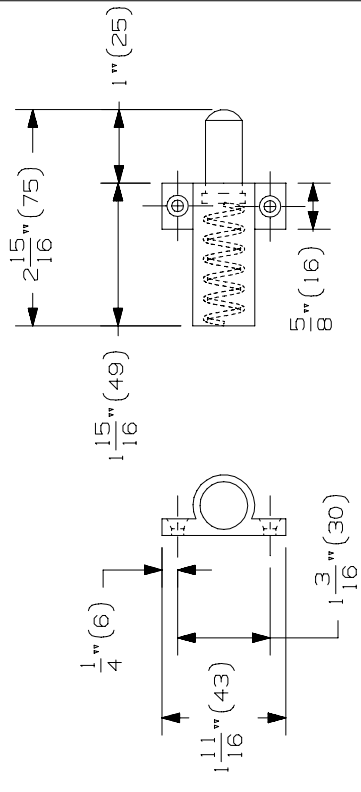 1" (25)
2 15/16" (75)
1 15/16" (49)
5/8" (16)
1/4" (6)
1 3/16" (30)
1 11/16" (43)